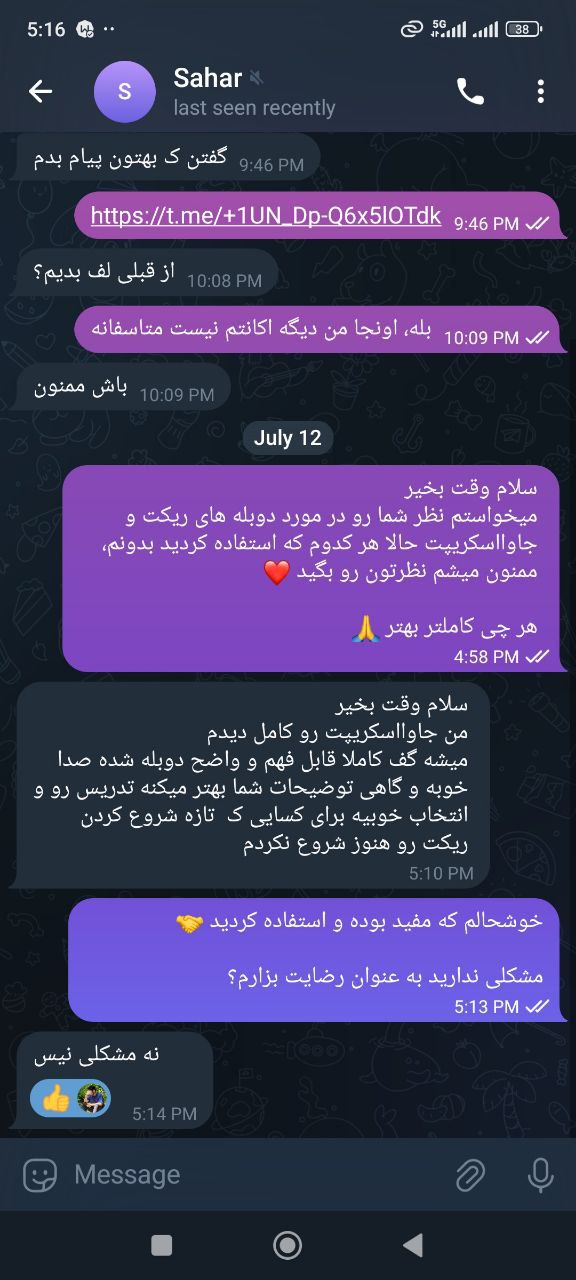 5:16
5G
38
S
Sahar
last seen recently
گفتن ک بهتون پیام بدم
9:46 PM
https://t.me/+1UN_Dp-Q6x5lOTdk
9:46 PM
از قبلی لف بدیم؟
10:08 PM
بله، اونجا من دیگه اکانتم نیست متاسفانه
10:09 PM
باش ممنون
10:09 PM
July 12
سلام وقت بخیر
میخواستم نظر شما رو در مورد دوبله های ریکت و
جاوااسکریپت حالا هر کدوم که استفاده کردید بدونم،
ممنون میشم نظرتون رو بگید ❤️
هر چی کاملتر بهتر 🙏
4:58 PM
سلام وقت بخیر
من جاوااسکریپت رو کامل دیدم
میشه گف کاملا قابل فهم و واضح دوبله شده صدا
خوبه و گاهی توضیحات شما بهتر میکنه تدریس رو و
انتخاب خوبیه برای کسایی ک تازه شروع کردن
ریکت رو هنوز شروع نکردم
5:10 PM
خوشحالم که مفید بوده و استفاده کردید 🤝
مشکلی ندارید به عنوان رضایت بزارم؟
5:13 PM
نه مشکلی نیس
👍
5:14 PM
Message